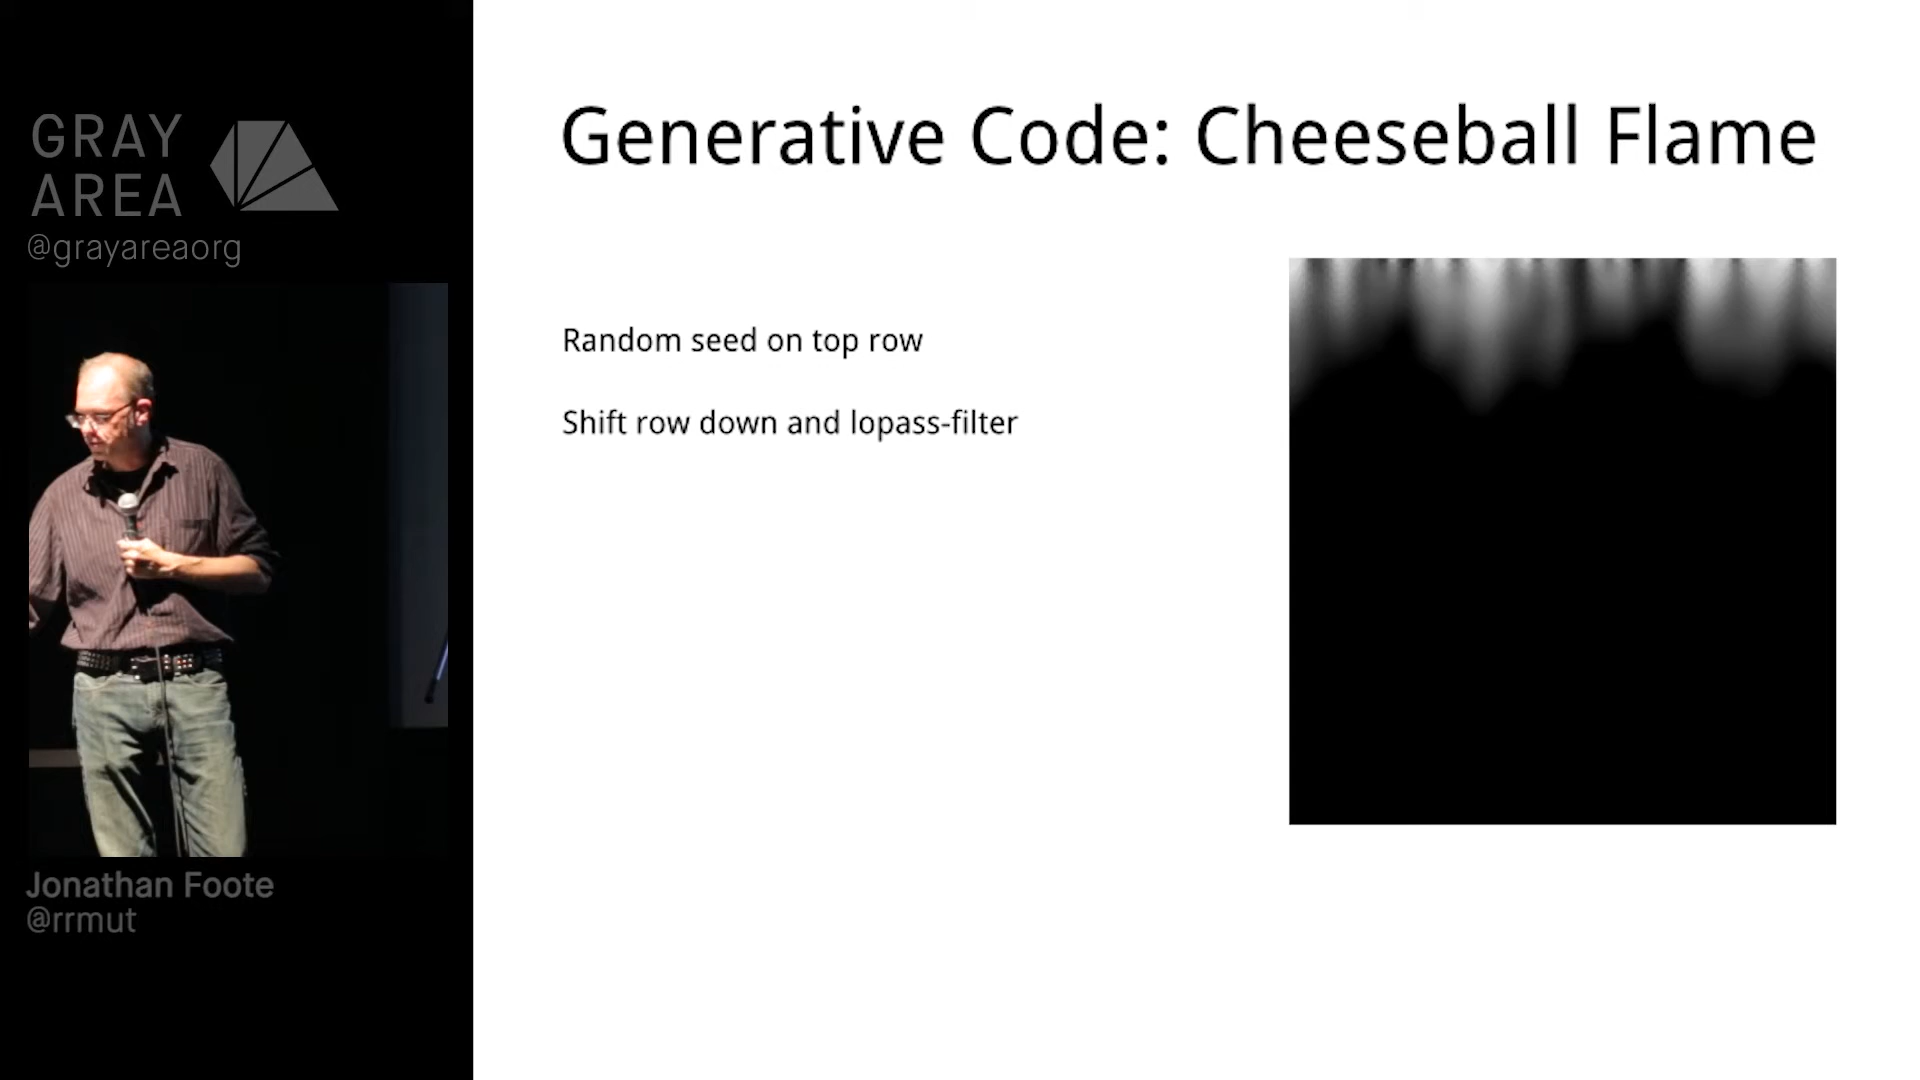 GRAY
AREA
@grayareaorg
Jonathan Foote
@rrmut
Generative Code: Cheeseball Flame
Random seed on top row
Shift row down and lopass-filter